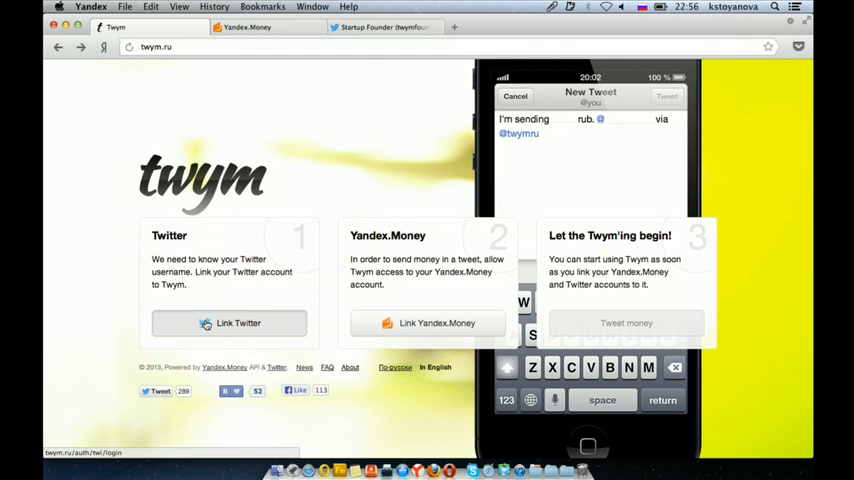 Yandex File Edit View History Bookmarks Window Help 22:56 kstoyanova
Twym Yandex.Money Startup Founder (twymfoun
twym.ru
20:02 100 %
Cancel New Tweet Tweet
@you
I'm sending rub. @ via
@twymru
twym
Twitter 1
We need to know your Twitter
username. Link your Twitter account
to Twym.
Link Twitter
Yandex.Money 2
In order to send money in a tweet, allow
Twym access to your Yandex.Money
account.
Link Yandex.Money
Let the Twym'ing begin! 3
You can start using Twym as soon
as you link your Yandex.Money
and Twitter accounts to it.
Tweet money
W
S
Z X C V B N M
123 space return
© 2013, Powered by Yandex.Money API & Twitter. News FAQ About По-русски In English
Tweet 289 B 52 Like 113
twym.ru/auth/twi/login